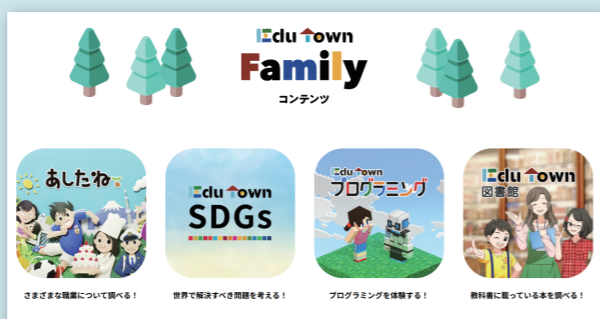 Edu Town
Family
コンテンツ
あしたね
Edu Town
SDGs
Edu Town
プログラミング
Edu Town
図書館
さまざまな職業について調べる！
世界で解決すべき問題を考える！
プログラミングを体験する！
教科書に載っている本を調べる！